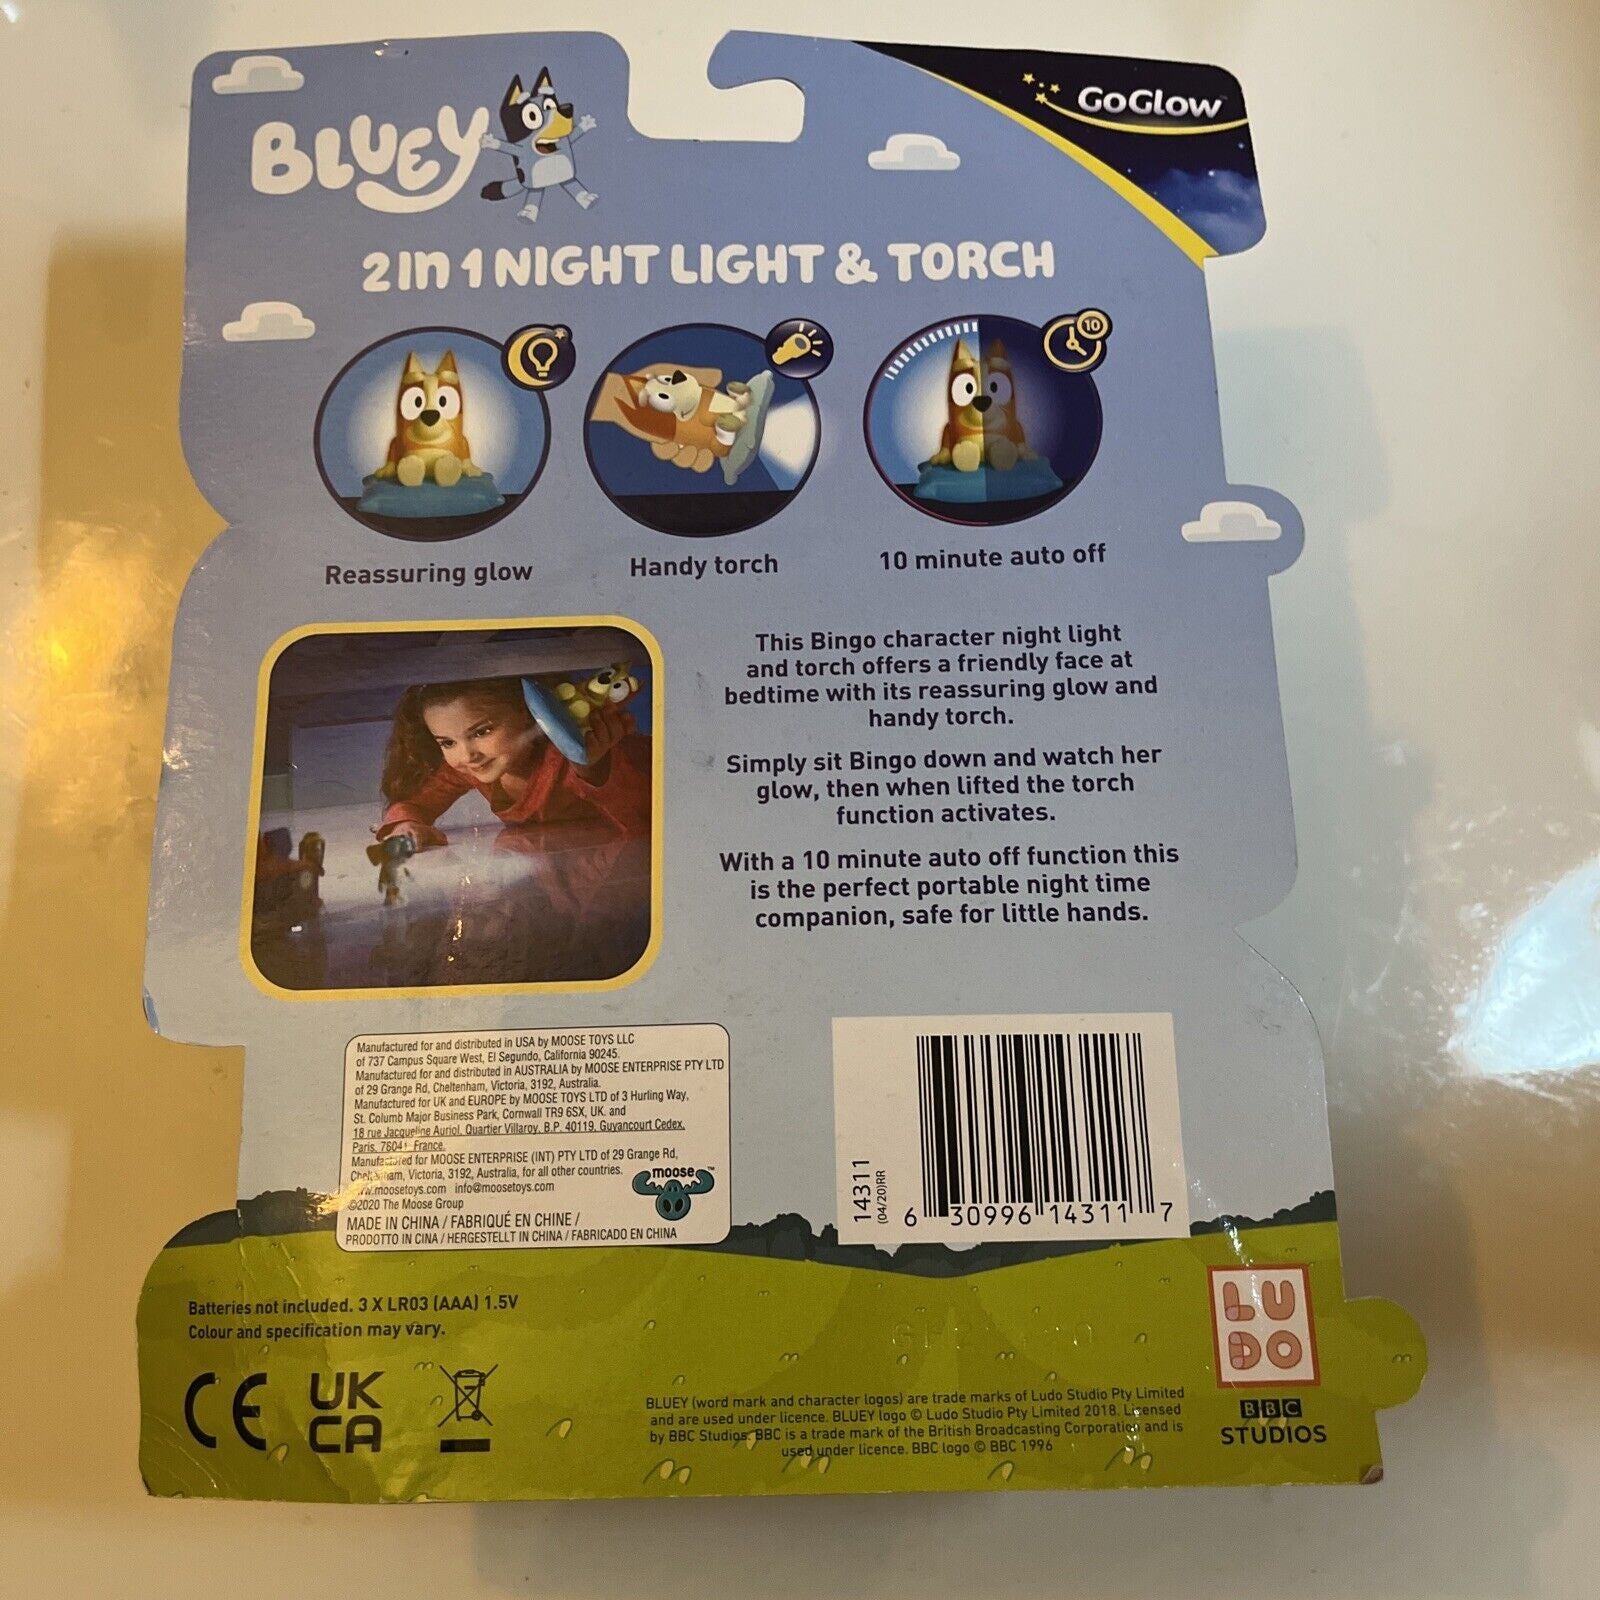 BLUEY
GoGlow
2 in 1 NIGHT LIGHT & TORCH
10
Reassuring glow
Handy torch
10 minute auto off
This Bingo character night light
and torch offers a friendly face at
bedtime with its reassuring glow and
handy torch.
Simply sit Bingo down and watch her
glow, then when lifted the torch
function activates.
With a 10 minute auto off function this
is the perfect portable night time
companion, safe for little hands.
Manufactured for and distributed in USA by MOOSE TOYS LLC
of 737 Campus Square West, El Segundo, California 90245.
Manufactured for and distributed in AUSTRALIA by MOOSE ENTERPRISE PTY LTD
of 29 Grange Rd, Cheltenham, Victoria, 3192, Australia.
Manufactured for UK and EUROPE by MOOSE TOYS LTD of 3 Hurling Way,
St. Columb Major Business Park, Cornwall TR9 6SX, UK. and
18 rue Jacqueline Auriol, Quartier Villaroy, B.P. 40119, Guyancourt Cedex,
Paris, France.
Manufactured for MOOSE ENTERPRISE (INT) PTY LTD of 29 Grange Rd,
Cheltenham, Victoria, 3192, Australia, for all other countries.
www.moosetoys.com info@moosetoys.com
©2020 The Moose Group
moose™
MADE IN CHINA / FABRIQUÉ EN CHINE /
PRODOTTO IN CINA / HERGESTELLT IN CHINA / FABRICADO EN CHINA
14311
(04/20)RR
6 30996 14311 7
Batteries not included. 3 X LR03 (AAA) 1.5V
Colour and specification may vary.
CE UK
CA
LU
DO
BBC
STUDIOS
BLUEY (word mark and character logos) are trade marks of Ludo Studio Pty Limited
and are used under licence. BLUEY logo © Ludo Studio Pty Limited 2018. Licensed
by BBC Studios. BBC is a trade mark of the British Broadcasting Corporation and is
used under licence. BBC logo © BBC 1996